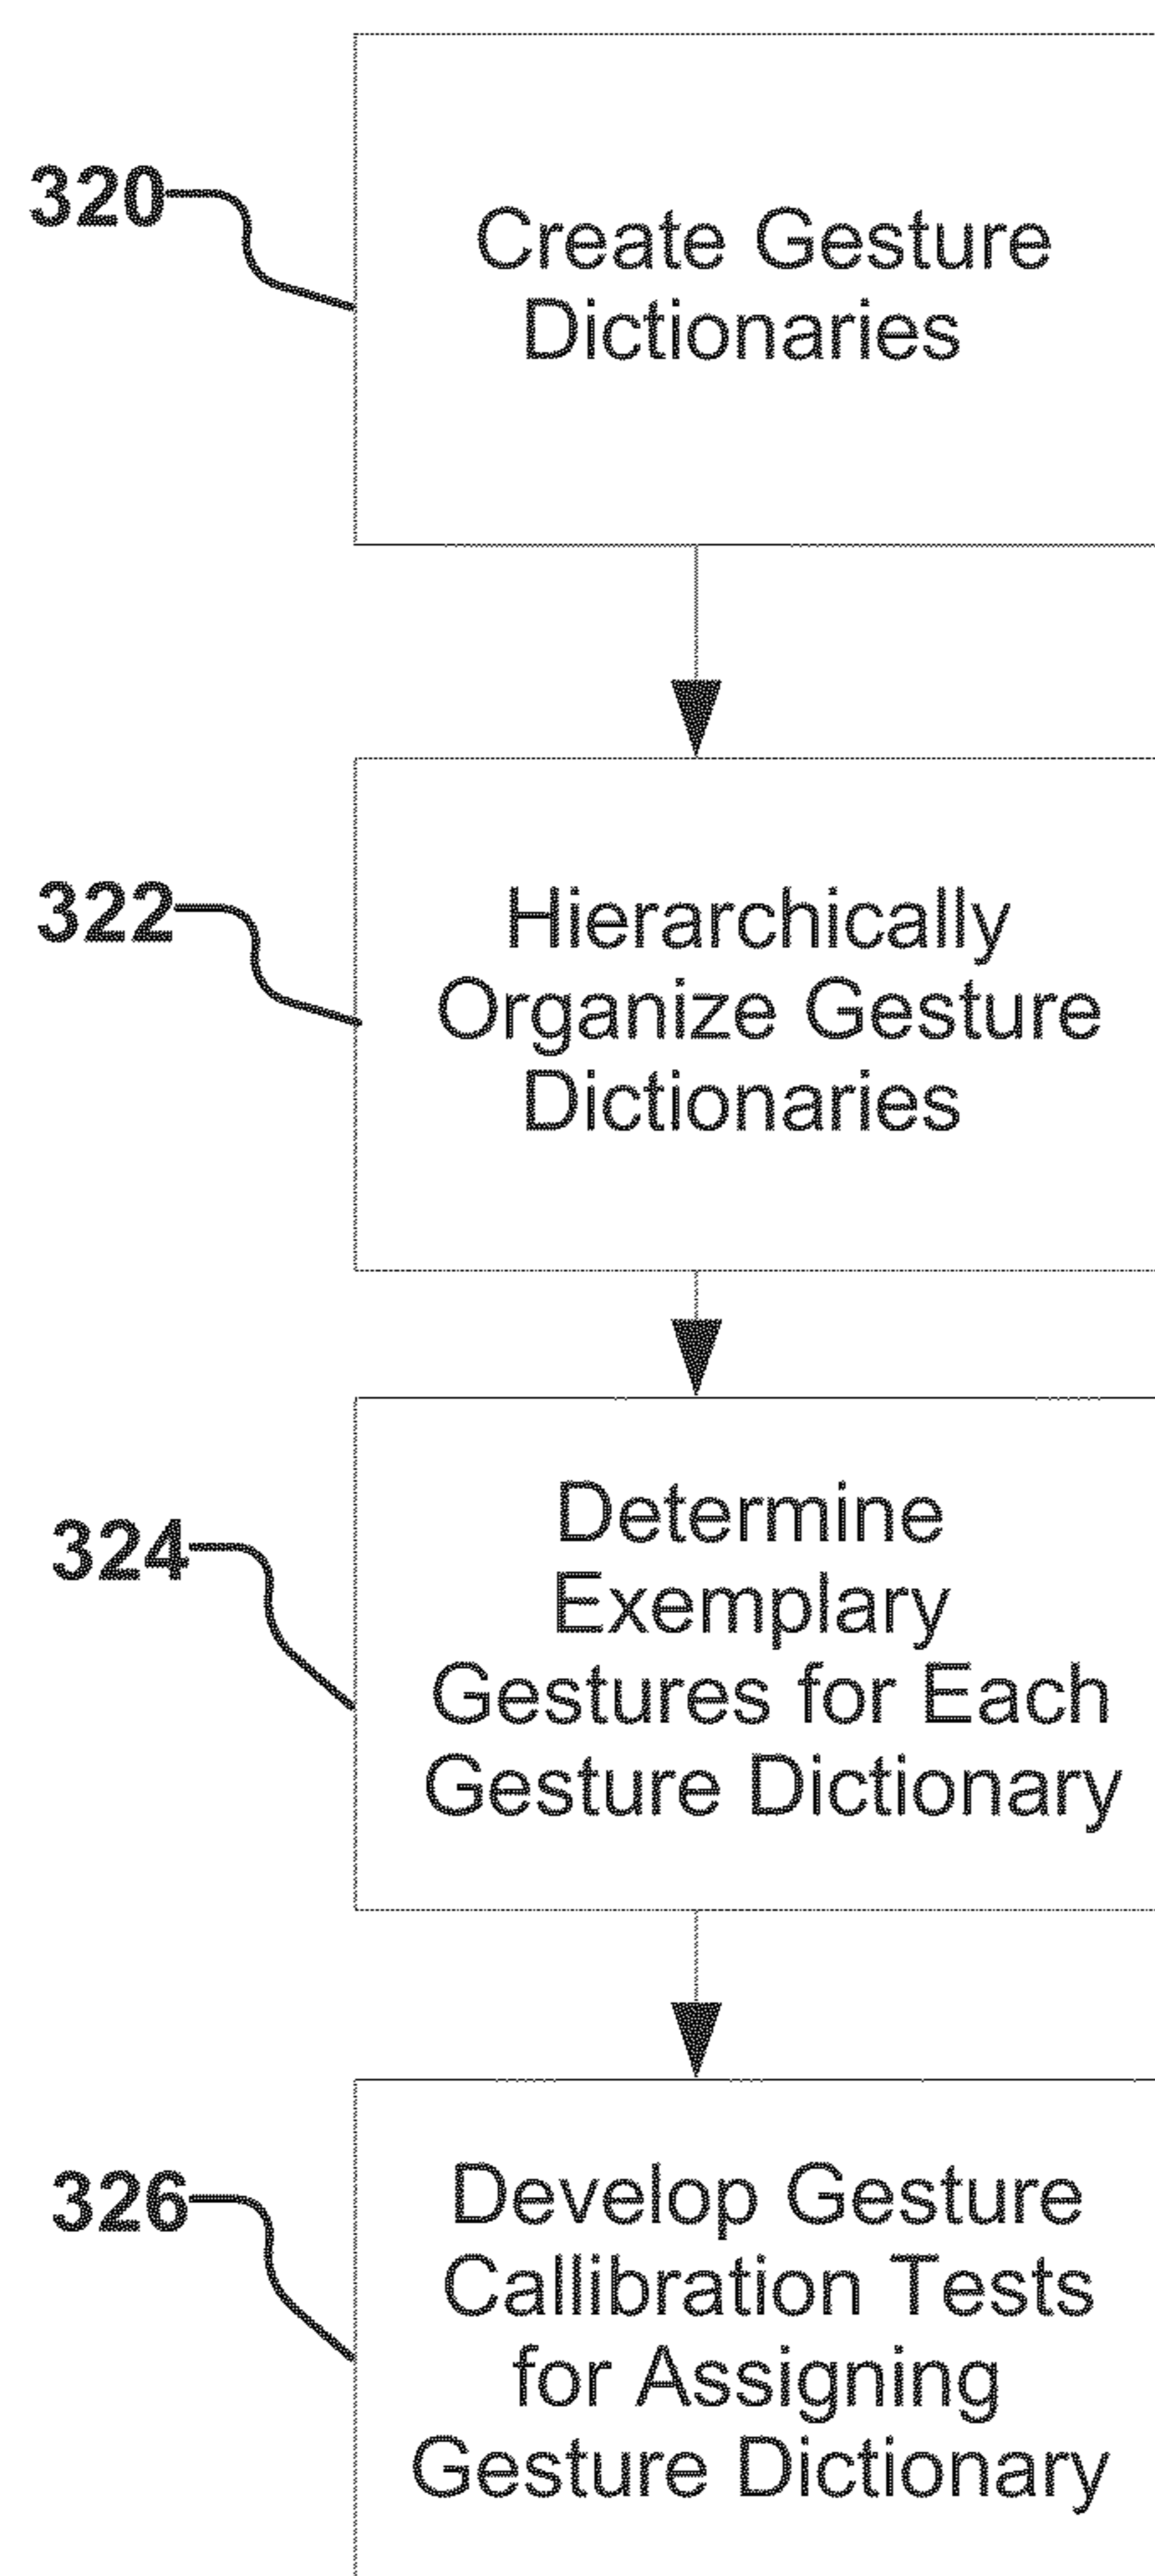 320
Create Gesture
Dictionaries
322
Hierarchically
Organize Gesture
Dictionaries
324
Determine
Exemplary
Gestures for Each
Gesture Dictionary
326
Develop Gesture
Callibration Tests
for Assigning
Gesture Dictionary